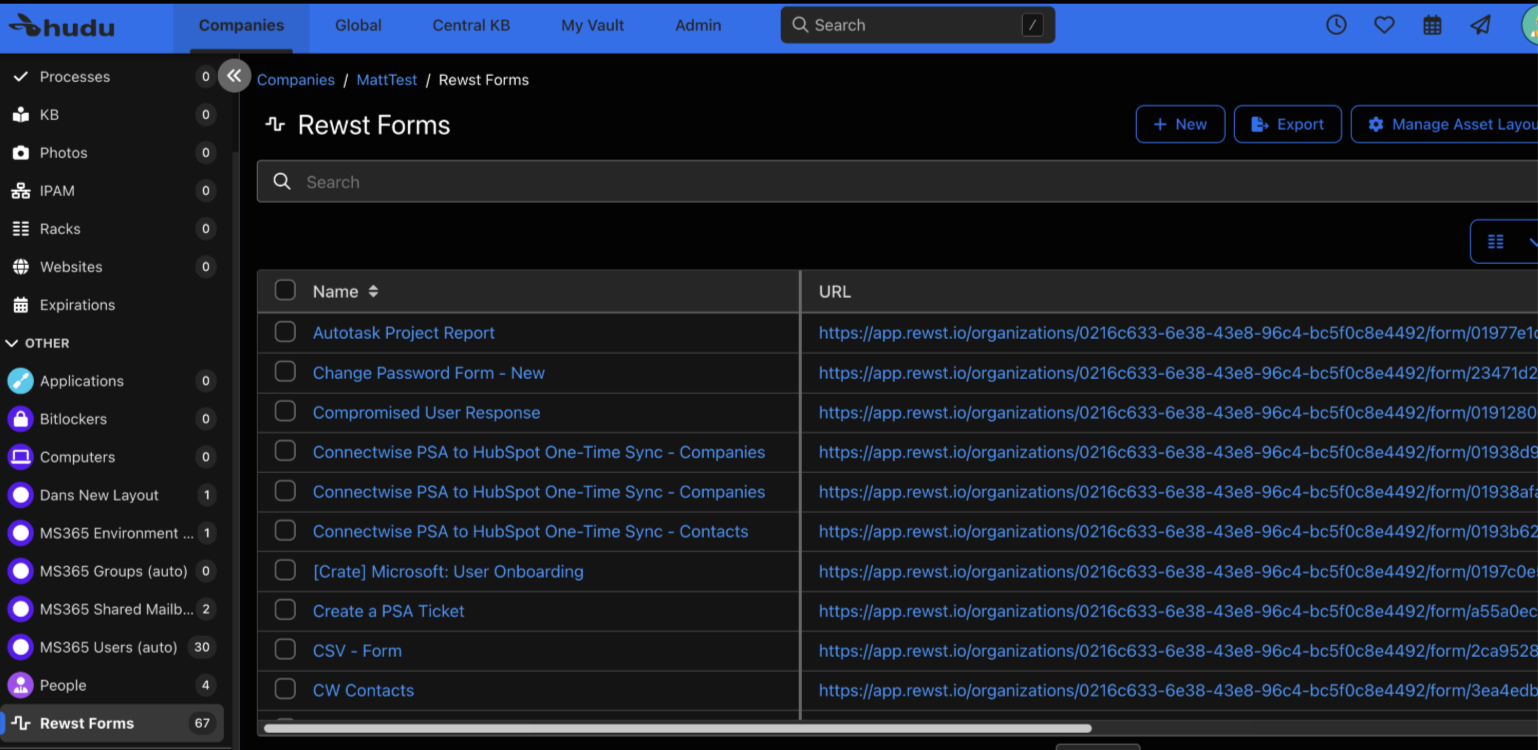 hudu
Companies
Global
Central KB
My Vault
Admin
Search
/
Processes 0
KB 0
Photos 0
IPAM 0
Racks 0
Websites 0
Expirations
OTHER
Applications 0
Bitlockers 0
Computers 0
Dans New Layout 1
MS365 Environment ... 1
MS365 Groups (auto) 0
MS365 Shared Mailb... 2
MS365 Users (auto) 30
People 4
Rewst Forms 67
Companies / MattTest / Rewst Forms
Rewst Forms
+ New
Export
Manage Asset Layou
Search
Name
URL
Autotask Project Report https://app.rewst.io/organizations/0216c633-6e38-43e8-96c4-bc5f0c8e4492/form/01977e1
Change Password Form - New https://app.rewst.io/organizations/0216c633-6e38-43e8-96c4-bc5f0c8e4492/form/23471d2
Compromised User Response https://app.rewst.io/organizations/0216c633-6e38-43e8-96c4-bc5f0c8e4492/form/0191280
Connectwise PSA to HubSpot One-Time Sync - Companies https://app.rewst.io/organizations/0216c633-6e38-43e8-96c4-bc5f0c8e4492/form/01938d9
Connectwise PSA to HubSpot One-Time Sync - Companies https://app.rewst.io/organizations/0216c633-6e38-43e8-96c4-bc5f0c8e4492/form/01938afa
Connectwise PSA to HubSpot One-Time Sync - Contacts https://app.rewst.io/organizations/0216c633-6e38-43e8-96c4-bc5f0c8e4492/form/0193b62
[Crate] Microsoft: User Onboarding https://app.rewst.io/organizations/0216c633-6e38-43e8-96c4-bc5f0c8e4492/form/0197c0e
Create a PSA Ticket https://app.rewst.io/organizations/0216c633-6e38-43e8-96c4-bc5f0c8e4492/form/a55a0ec
CSV - Form https://app.rewst.io/organizations/0216c633-6e38-43e8-96c4-bc5f0c8e4492/form/2ca9528
CW Contacts https://app.rewst.io/organizations/0216c633-6e38-43e8-96c4-bc5f0c8e4492/form/3ea4edb